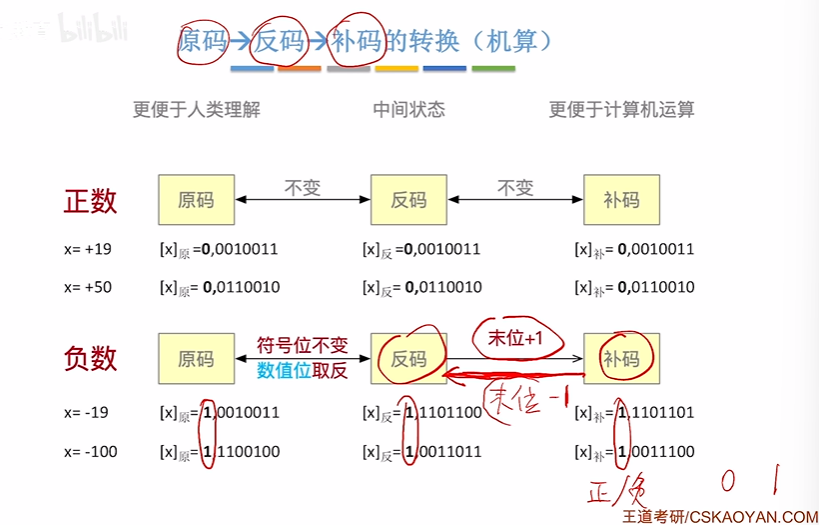 bilibili
原码→反码→补码的转换（机算）
更便于人类理解 中间状态 更便于计算机运算
正数 原码 不变 反码 不变 补码
x= +19 [x]原=0,0010011 [x]反=0,0010011 [x]补= 0,0010011
x= +50 [x]原= 0,0110010 [x]反= 0,0110010 [x]补= 0,0110010
负数 原码 符号位不变 反码 末位+1 补码
数值位取反
末位 -1
x= -19 [x]原= 1,0010011 [x]反= 1,1101100 [x]补= 1,1101101
x= -100 [x]原= 1,1100100 [x]反= 1,0011011 [x]补= 1,0011100
正/负 0 1
王道考研/CSKAOYAN.COM